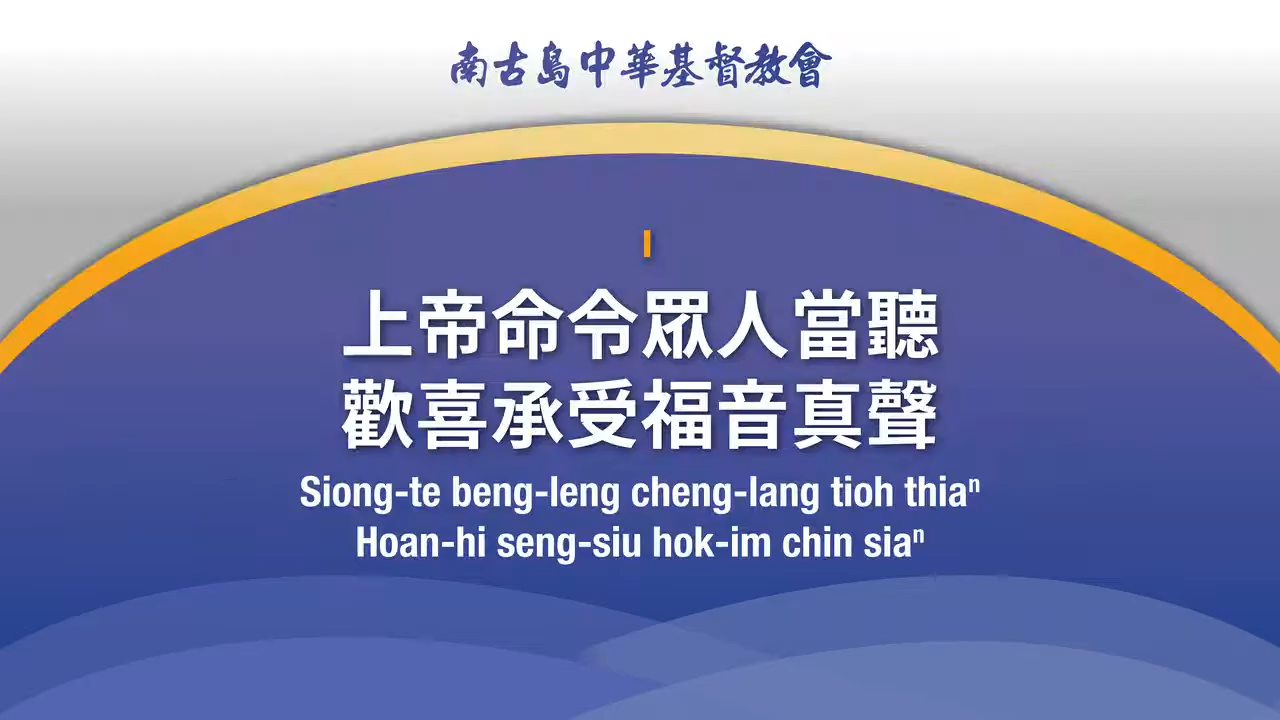 南古島中華基督教會
I
上帝命令眾人當聽
歡喜承受福音真聲
Siong-te beng-leng cheng-lang tioh thiaⁿ
Hoan-hi seng-siu hok-im chin siaⁿ